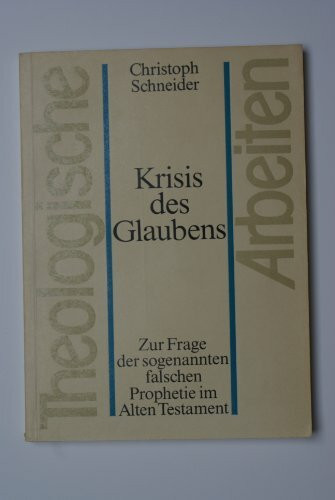 Theologische
Arbeiten
Christoph
Schneider
Krisis
des
Glaubens
Zur Frage
der sogenannten
falschen
Prophetie im
Alten Testament